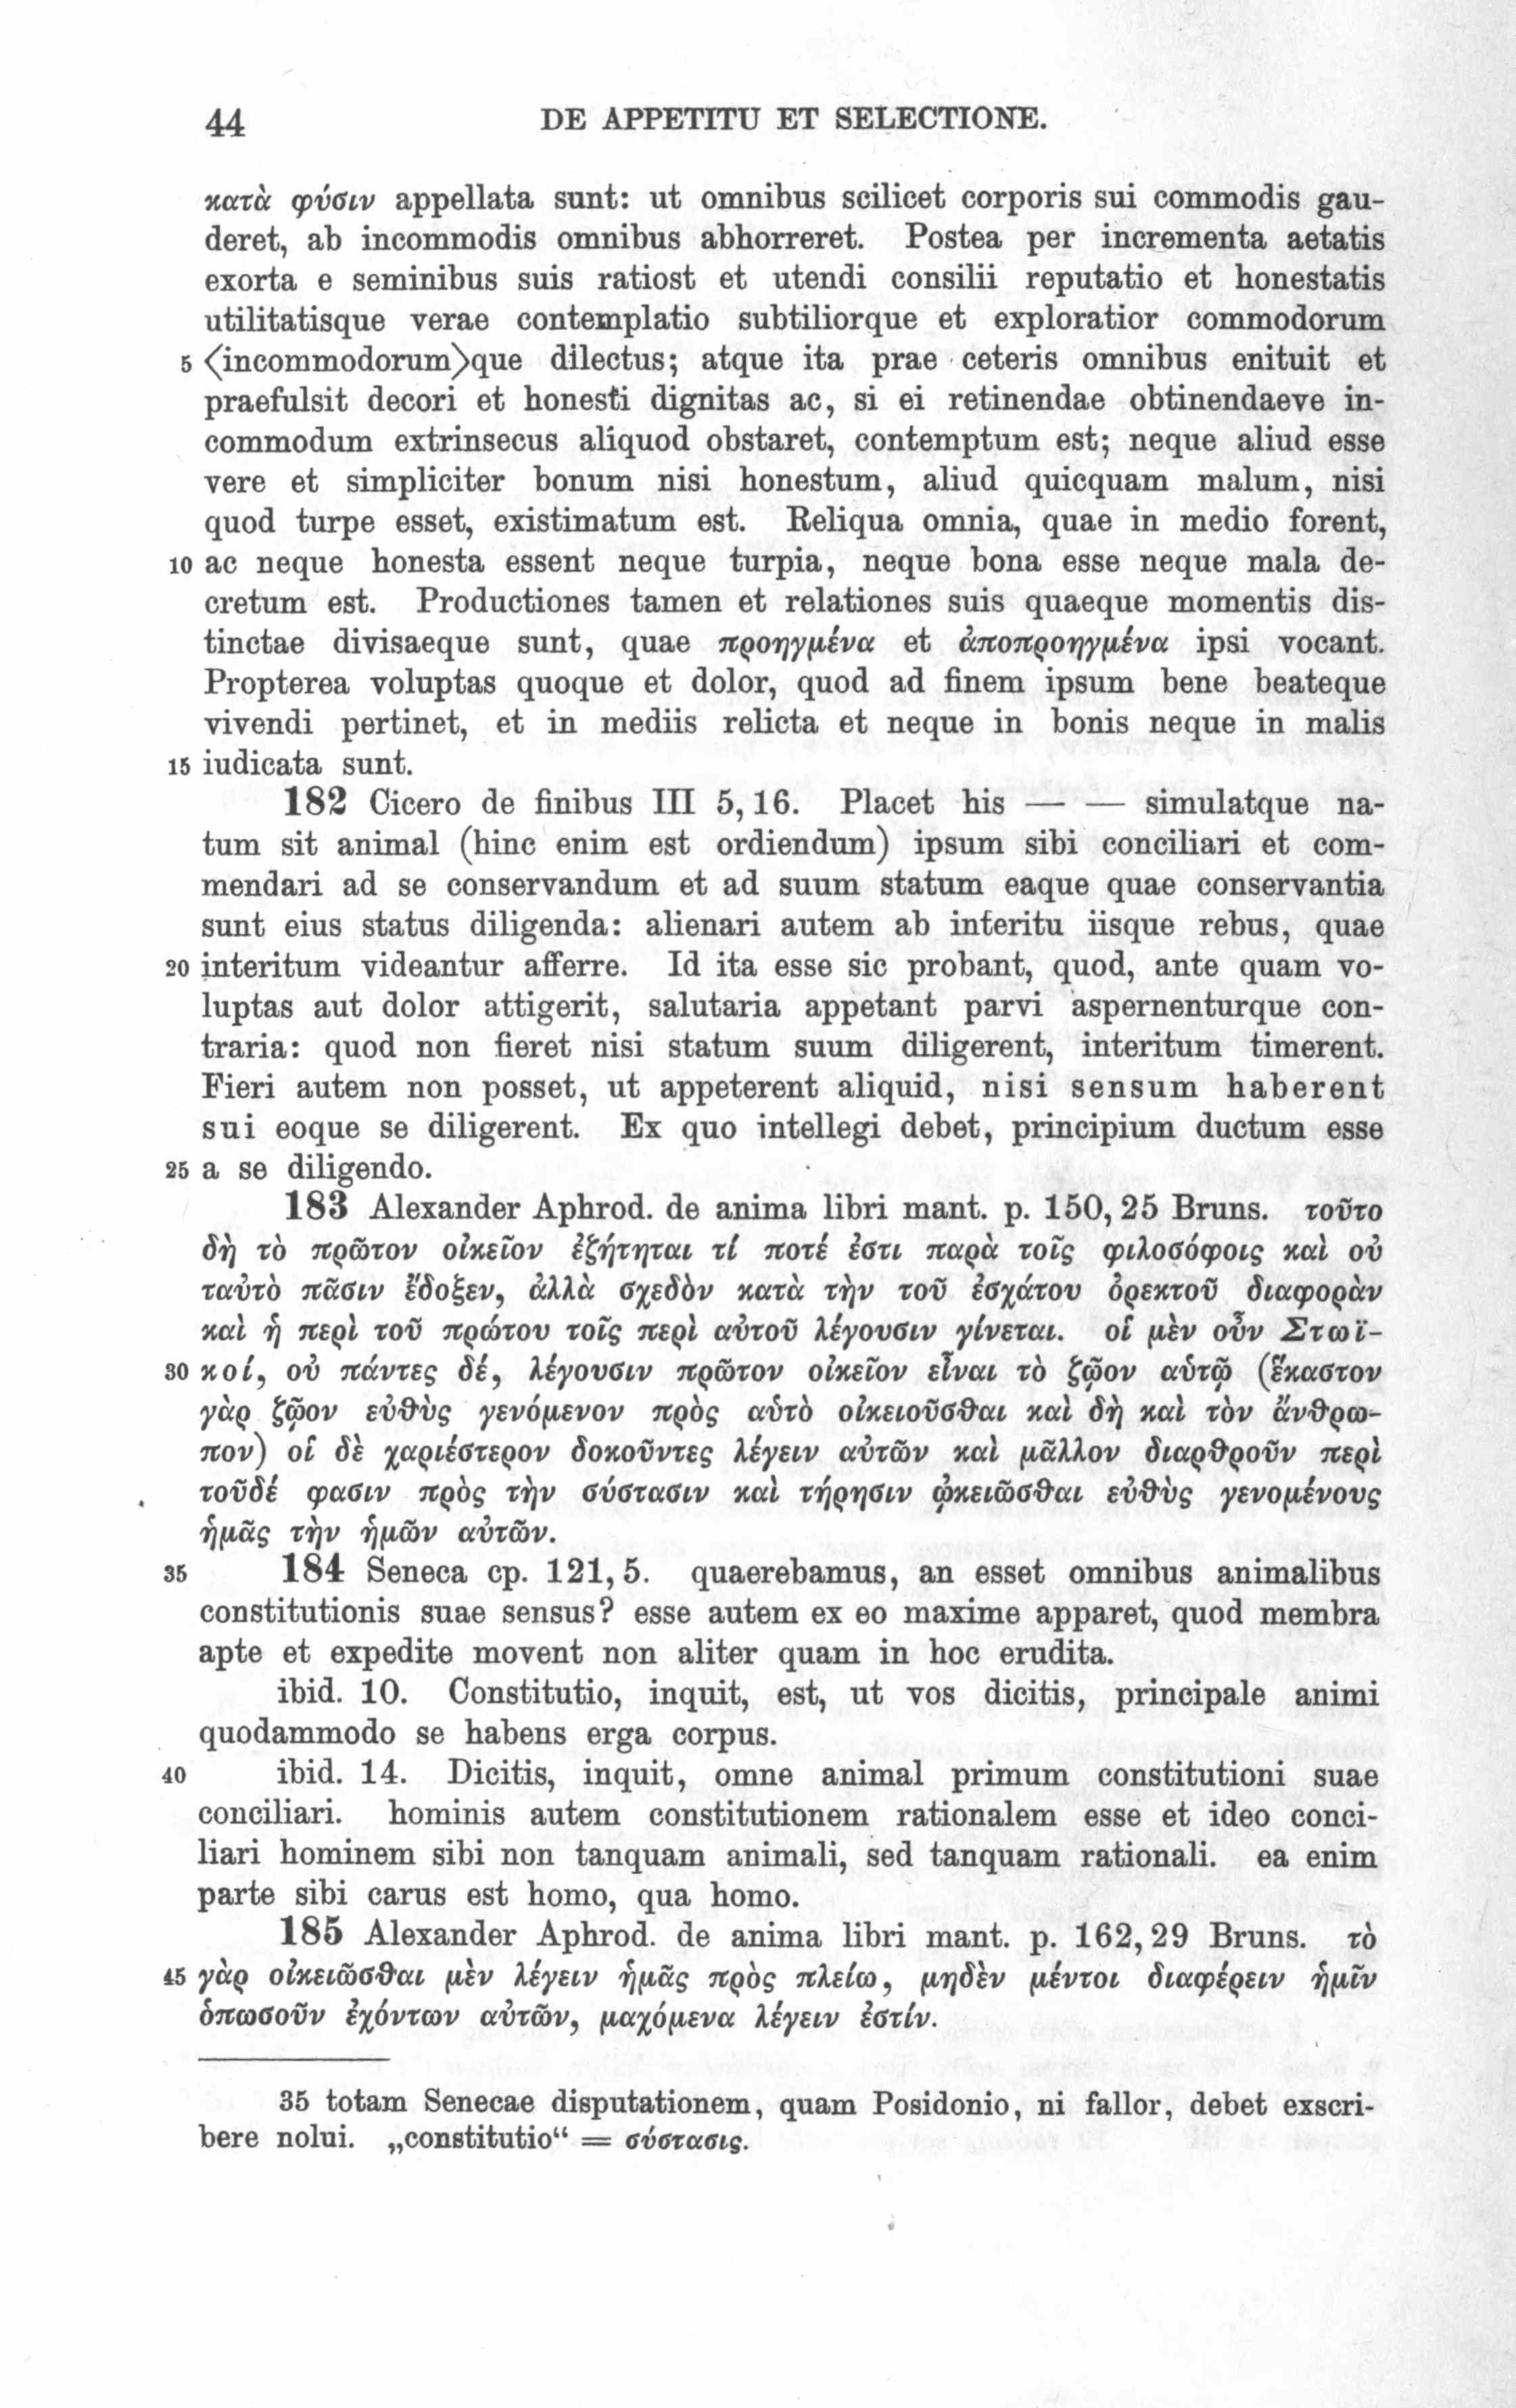 44 DE APPETITU ET SELECTIONE.
κατὰ φύσιν appellata sunt: ut omnibus scilicet corporis sui commodis gau-
deret, ab incommodis omnibus abhorreret. Postea per incrementa aetatis
exorta e seminibus suis ratiost et utendi consilii reputatio et honestatis
utilitatisque verae contemplatio subtiliorque et exploratior commodorum
5 ⟨incommodorum⟩que dilectus; atque ita prae ceteris omnibus enituit et
praefulsit decori et honesti dignitas ac, si ei retinendae obtinendaeve in-
commodum extrinsecus aliquod obstaret, contemptum est; neque aliud esse
vere et simpliciter bonum nisi honestum, aliud quicquam malum, nisi
quod turpe esset, existimatum est. Reliqua omnia, quae in medio forent,
10 ac neque honesta essent neque turpia, neque bona esse neque mala de-
cretum est. Productiones tamen et relationes suis quaeque momentis dis-
tinctae divisaeque sunt, quae προηγμένα et ἀποπροηγμένα ipsi vocant.
Propterea voluptas quoque et dolor, quod ad finem ipsum bene beateque
vivendi pertinet, et in mediis relicta et neque in bonis neque in malis
15 iudicata sunt.
182 Cicero de finibus III 5, 16. Placet his — — simulatque na-
tum sit animal (hinc enim est ordiendum) ipsum sibi conciliari et com-
mendari ad se conservandum et ad suum statum eaque quae conservantia
sunt eius status diligenda: alienari autem ab interitu iisque rebus, quae
20 interitum videantur afferre. Id ita esse sic probant, quod, ante quam vo-
luptas aut dolor attigerit, salutaria appetant parvi aspernenturque con-
traria: quod non fieret nisi statum suum diligerent, interitum timerent.
Fieri autem non posset, ut appeterent aliquid, nisi sensum haberent
sui eoque se diligerent. Ex quo intellegi debet, principium ductum esse
25 a se diligendo.
183 Alexander Aphrod. de anima libri mant. p. 150, 25 Bruns. τοῦτο
δὴ τὸ πρῶτον οἰκεῖον ἐζήτηται τί ποτέ ἐστι παρὰ τοῖς φιλοσόφοις καὶ οὐ
ταὐτὸ πᾶσιν ἔδοξεν, ἀλλὰ σχεδὸν κατὰ τὴν τοῦ ἐσχάτου ὀρεκτοῦ διαφορὰν
καὶ ἡ περὶ τοῦ πρώτου τοῖς περὶ αὐτοῦ λέγουσιν γίνεται. οἱ μὲν οὖν Στωϊ-
30 κοί, οὐ πάντες δέ, λέγουσιν πρῶτον οἰκεῖον εἶναι τὸ ζῷον αὑτῷ (ἕκαστον
γὰρ ζῷον εὐθὺς γενόμενον πρὸς αὑτὸ οἰκειοῦσθαι καὶ δὴ καὶ τὸν ἄνθρω-
πον) οἱ δὲ χαριέστερον δοκοῦντες λέγειν αὐτῶν καὶ μᾶλλον διαρθροῦν περὶ
τοῦδέ φασιν πρὸς τὴν σύστασιν καὶ τήρησιν ᾠκειῶσθαι εὐθὺς γενομένους
ἡμᾶς τὴν ἡμῶν αὐτῶν.
35 184 Seneca ep. 121, 5. quaerebamus, an esset omnibus animalibus
constitutionis suae sensus? esse autem ex eo maxime apparet, quod membra
apte et expedite movent non aliter quam in hoc erudita.
ibid. 10. Constitutio, inquit, est, ut vos dicitis, principale animi
quodammodo se habens erga corpus.
40 ibid. 14. Dicitis, inquit, omne animal primum constitutioni suae
conciliari. hominis autem constitutionem rationalem esse et ideo conci-
liari hominem sibi non tanquam animali, sed tanquam rationali. ea enim
parte sibi carus est homo, qua homo.
185 Alexander Aphrod. de anima libri mant. p. 162, 29 Bruns. τὸ
45 γὰρ οἰκειῶσθαι μὲν λέγειν ἡμᾶς πρὸς πλείω, μηδὲν μέντοι διαφέρειν ἡμῖν
ὁπωσοῦν ἐχόντων αὐτῶν, μαχόμενα λέγειν ἐστίν.
35 totam Senecae disputationem, quam Posidonio, ni fallor, debet exscri-
bere nolui. „constitutio“ = σύστασις.